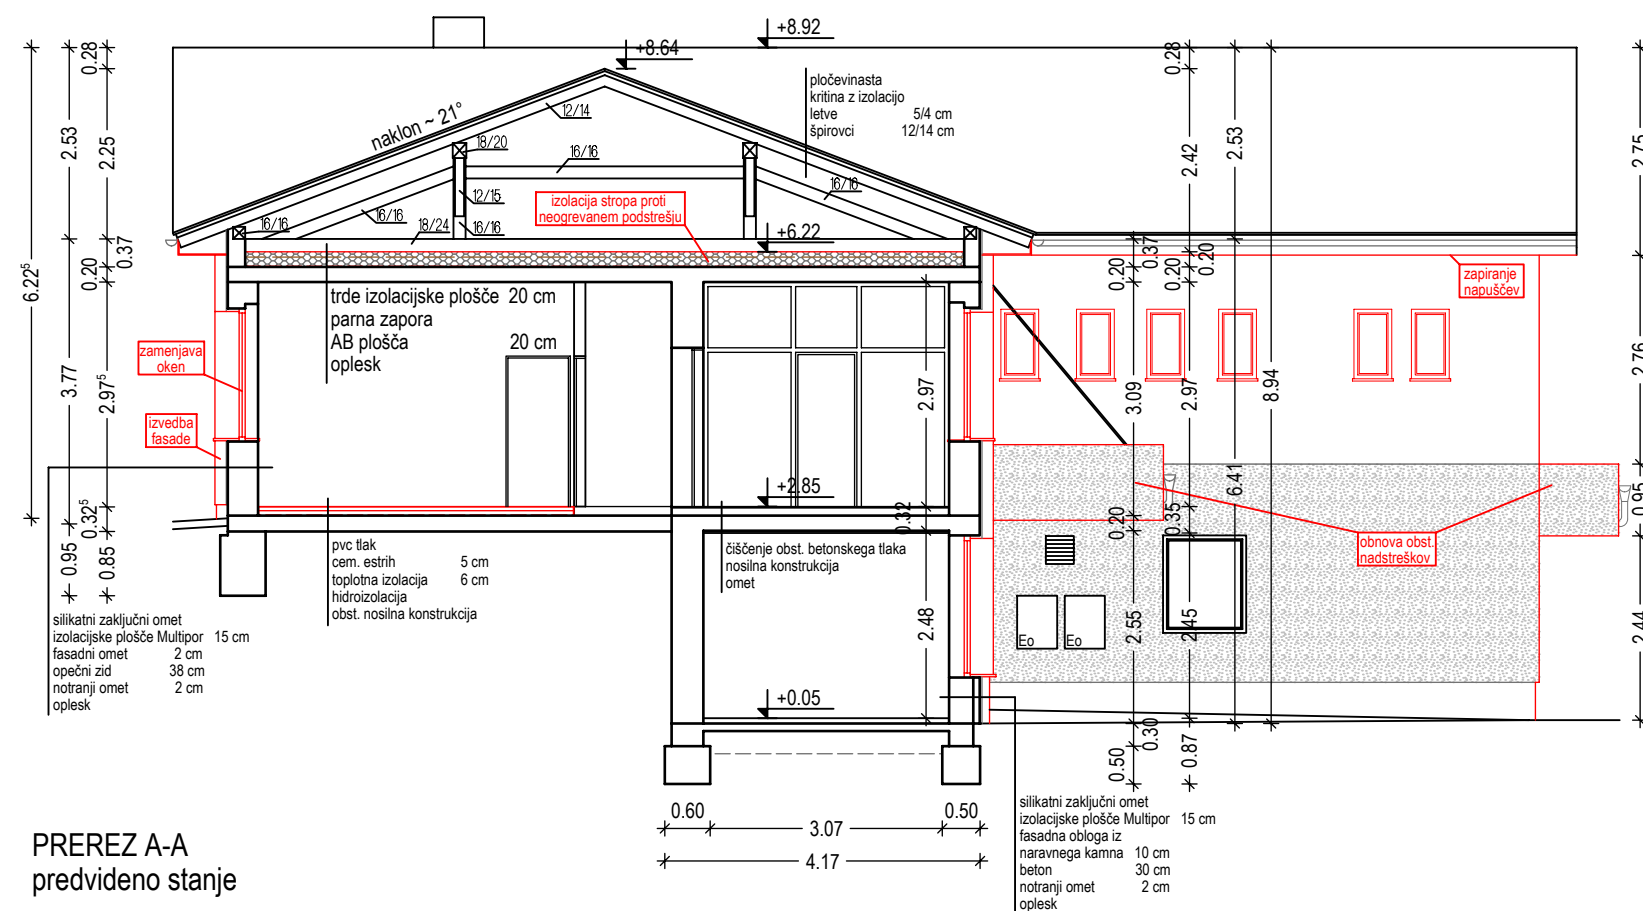 +8.92
+8.64
0.28
0.28
pločevinasta
kritina z izolacijo
letve 5/4 cm
špirovci 12/14 cm
naklon ~ 21°
12/14
18/20
16/16
2.53
2.25
2.42
2.53
2.75
12/15
16/16
16/16
16/16
18/24
16/16
izolacija stropa proti
neogrevanem podstrešju
+6.22
0.37
0.20
0.37
0.20
0.20
0.20
6.22⁵
zapiranje
napuščev
trde izolacijske plošče 20 cm
parna zapora
AB plošča 20 cm
oplesk
zamenjava
oken
izvedba
fasade
3.77
2.97⁵
2.97
3.09
2.97
8.94
2.76
+2.85
6.41
0.32⁵
0.32
0.20
0.35
0.95
0.95
0.85
pvc tlak
cem. estrih 5 cm
toplotna izolacija 6 cm
hidroizolacija
obst. nosilna konstrukcija
čiščenje obst. betonskega tlaka
nosilna konstrukcija
omet
obnova obst.
nadstreškov
2.48
2.55
2.45
2.44
Eo
Eo
silikatni zaključni omet
izolacijske plošče Multipor 15 cm
fasadni omet 2 cm
opečni zid 38 cm
notranji omet 2 cm
oplesk
+0.05
0.30
0.50
0.87
0.60
3.07
0.50
4.17
silikatni zaključni omet
izolacijske plošče Multipor 15 cm
fasadna obloga iz
naravnega kamna 10 cm
beton 30 cm
notranji omet 2 cm
oplesk
PREREZ A-A
predvideno stanje